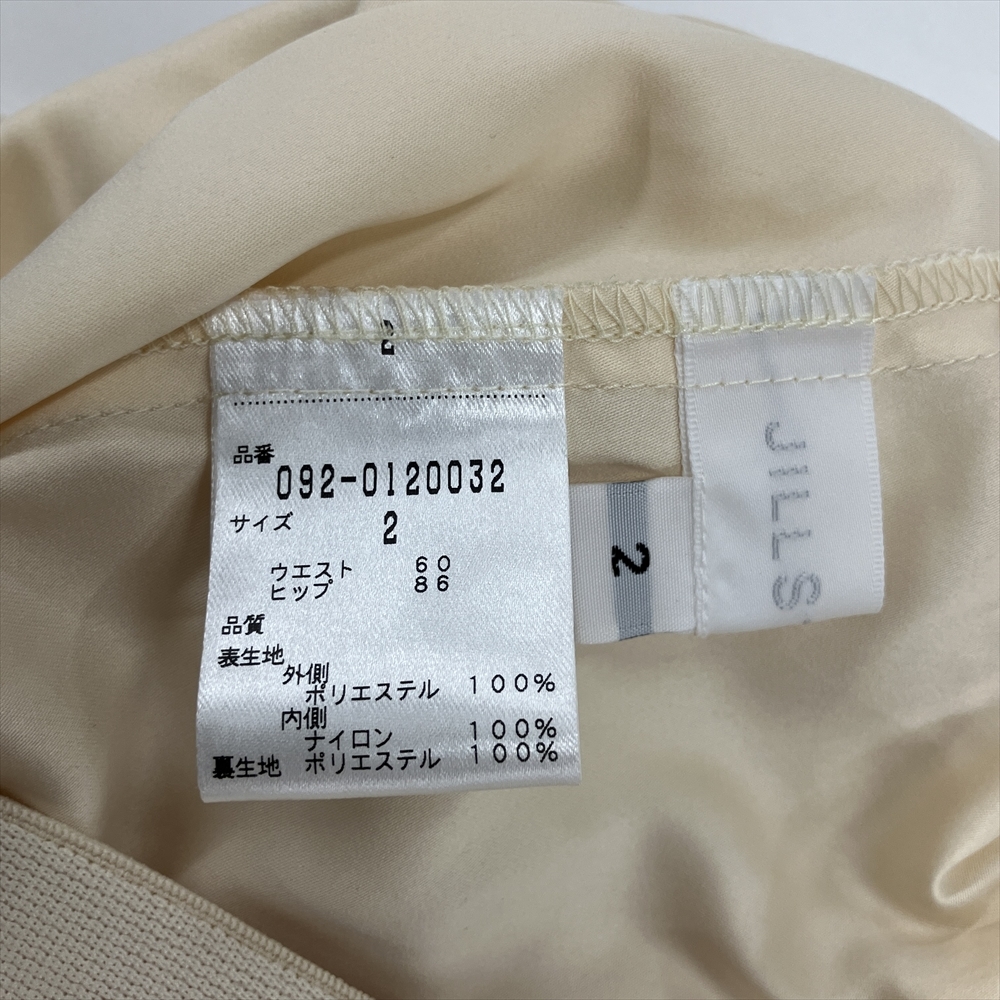 2
品番
092-0120032
サイズ 2
ウエスト 60
ヒップ 86
品質
表生地
外側
ポリエステル 100%
内側
ナイロン 100%
裏生地 ポリエステル 100%
2
JILL S